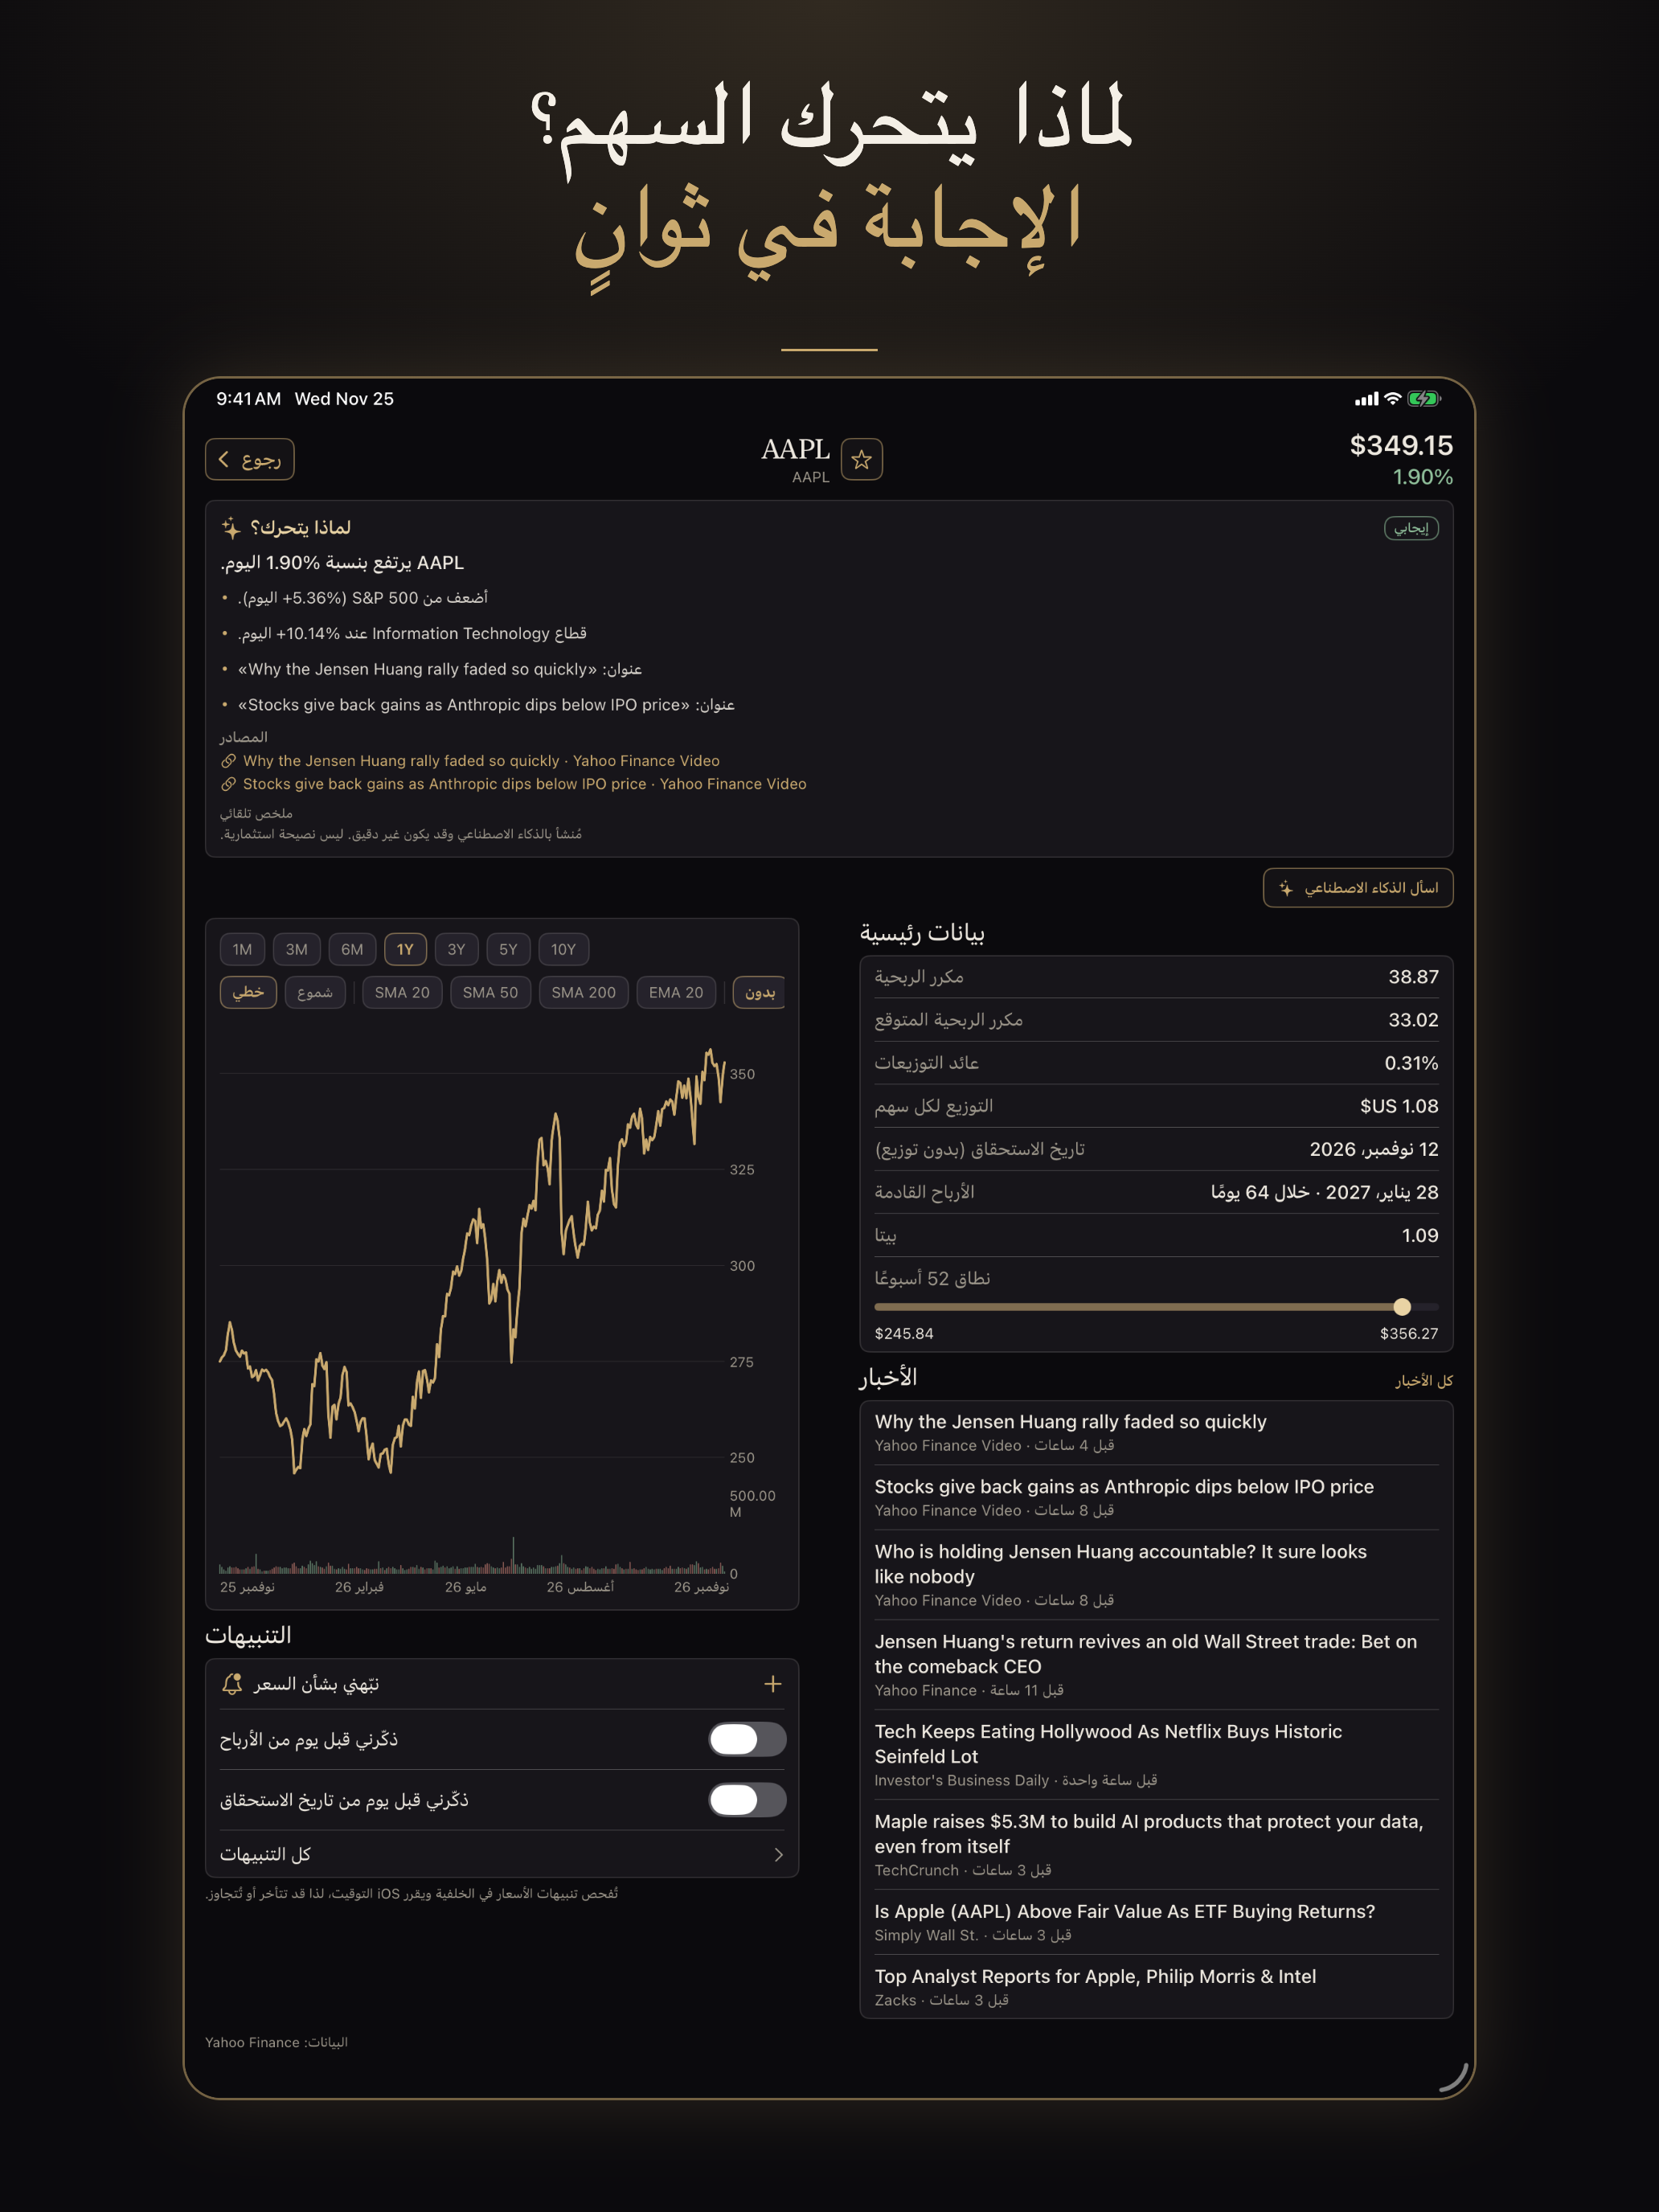 لماذا يتحرك السهم؟
الإجابة في ثوانٍ
9:41 AM Wed Nov 25
رجوع
AAPL
AAPL
$349.15
1.90%
لماذا يتحرك؟
إيجابي
AAPL يرتفع بنسبة 1.90% اليوم.
• أضعف من S&P 500 (+5.36% اليوم).
• قطاع Information Technology عند +10.14% اليوم.
• عنوان: «Why the Jensen Huang rally faded so quickly»
• عنوان: «Stocks give back gains as Anthropic dips below IPO price»
المصادر
Why the Jensen Huang rally faded so quickly · Yahoo Finance Video
Stocks give back gains as Anthropic dips below IPO price · Yahoo Finance Video
ملخص تلقائي
مُنشأ بالذكاء الاصطناعي وقد يكون غير دقيق. ليس نصيحة استثمارية.
اسأل الذكاء الاصطناعي
1M 3M 6M 1Y 3Y 5Y 10Y
خطي شموع SMA 20 SMA 50 SMA 200 EMA 20 بدون
350
325
300
275
250
500.00
M
0
نوفمبر 25 فبراير 26 مايو 26 أغسطس 26 نوفمبر 26
التنبيهات
نبّهني بشأن السعر
ذكّرني قبل يوم من الأرباح
ذكّرني قبل يوم من تاريخ الاستحقاق
كل التنبيهات
تُفحص تنبيهات الأسعار في الخلفية ويقرر iOS التوقيت، لذا قد تتأخر أو تُتجاوز.
بيانات رئيسية
مكرر الربحية 38.87
مكرر الربحية المتوقع 33.02
عائد التوزيعات 0.31%
التوزيع لكل سهم $US 1.08
تاريخ الاستحقاق (بدون توزيع) 12 نوفمبر، 2026
الأرباح القادمة 28 يناير، 2027 · خلال 64 يومًا
بيتا 1.09
نطاق 52 أسبوعًا
$245.84 $356.27
الأخبار
كل الأخبار
Why the Jensen Huang rally faded so quickly
Yahoo Finance Video · قبل 4 ساعات
Stocks give back gains as Anthropic dips below IPO price
Yahoo Finance Video · قبل 8 ساعات
Who is holding Jensen Huang accountable? It sure looks
like nobody
Yahoo Finance Video · قبل 8 ساعات
Jensen Huang's return revives an old Wall Street trade: Bet on
the comeback CEO
Yahoo Finance · قبل 11 ساعة
Tech Keeps Eating Hollywood As Netflix Buys Historic
Seinfeld Lot
Investor's Business Daily · قبل ساعة واحدة
Maple raises $5.3M to build AI products that protect your data,
even from itself
TechCrunch · قبل 3 ساعات
Is Apple (AAPL) Above Fair Value As ETF Buying Returns?
Simply Wall St. · قبل 3 ساعات
Top Analyst Reports for Apple, Philip Morris & Intel
Zacks · قبل 3 ساعات
البيانات: Yahoo Finance